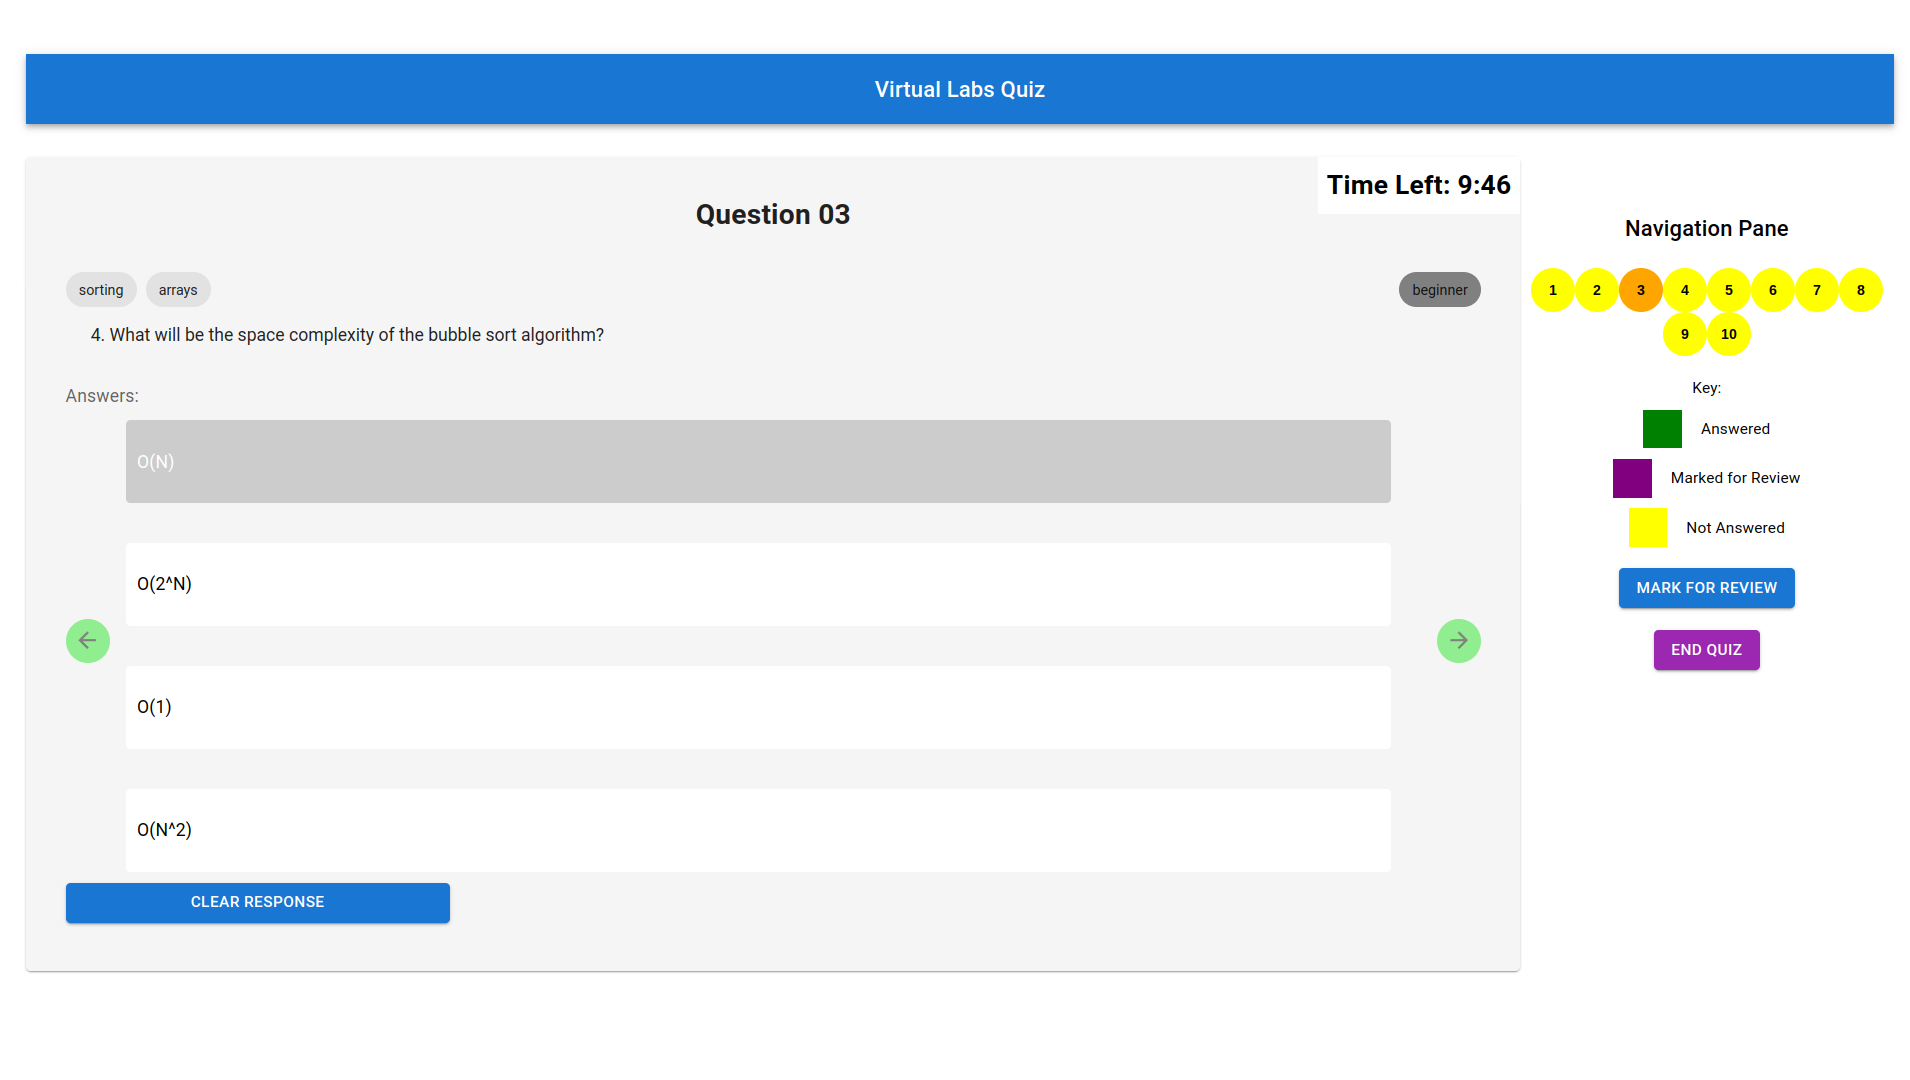 Virtual Labs Quiz
Time Left: 9:46
Question 03
sorting
arrays
beginner
4. What will be the space complexity of the bubble sort algorithm?
Answers:
O(N)
O(2^N)
O(1)
O(N^2)
CLEAR RESPONSE
Navigation Pane
1 2 3 4 5 6 7 8
9 10
Key:
Answered
Marked for Review
Not Answered
MARK FOR REVIEW
END QUIZ